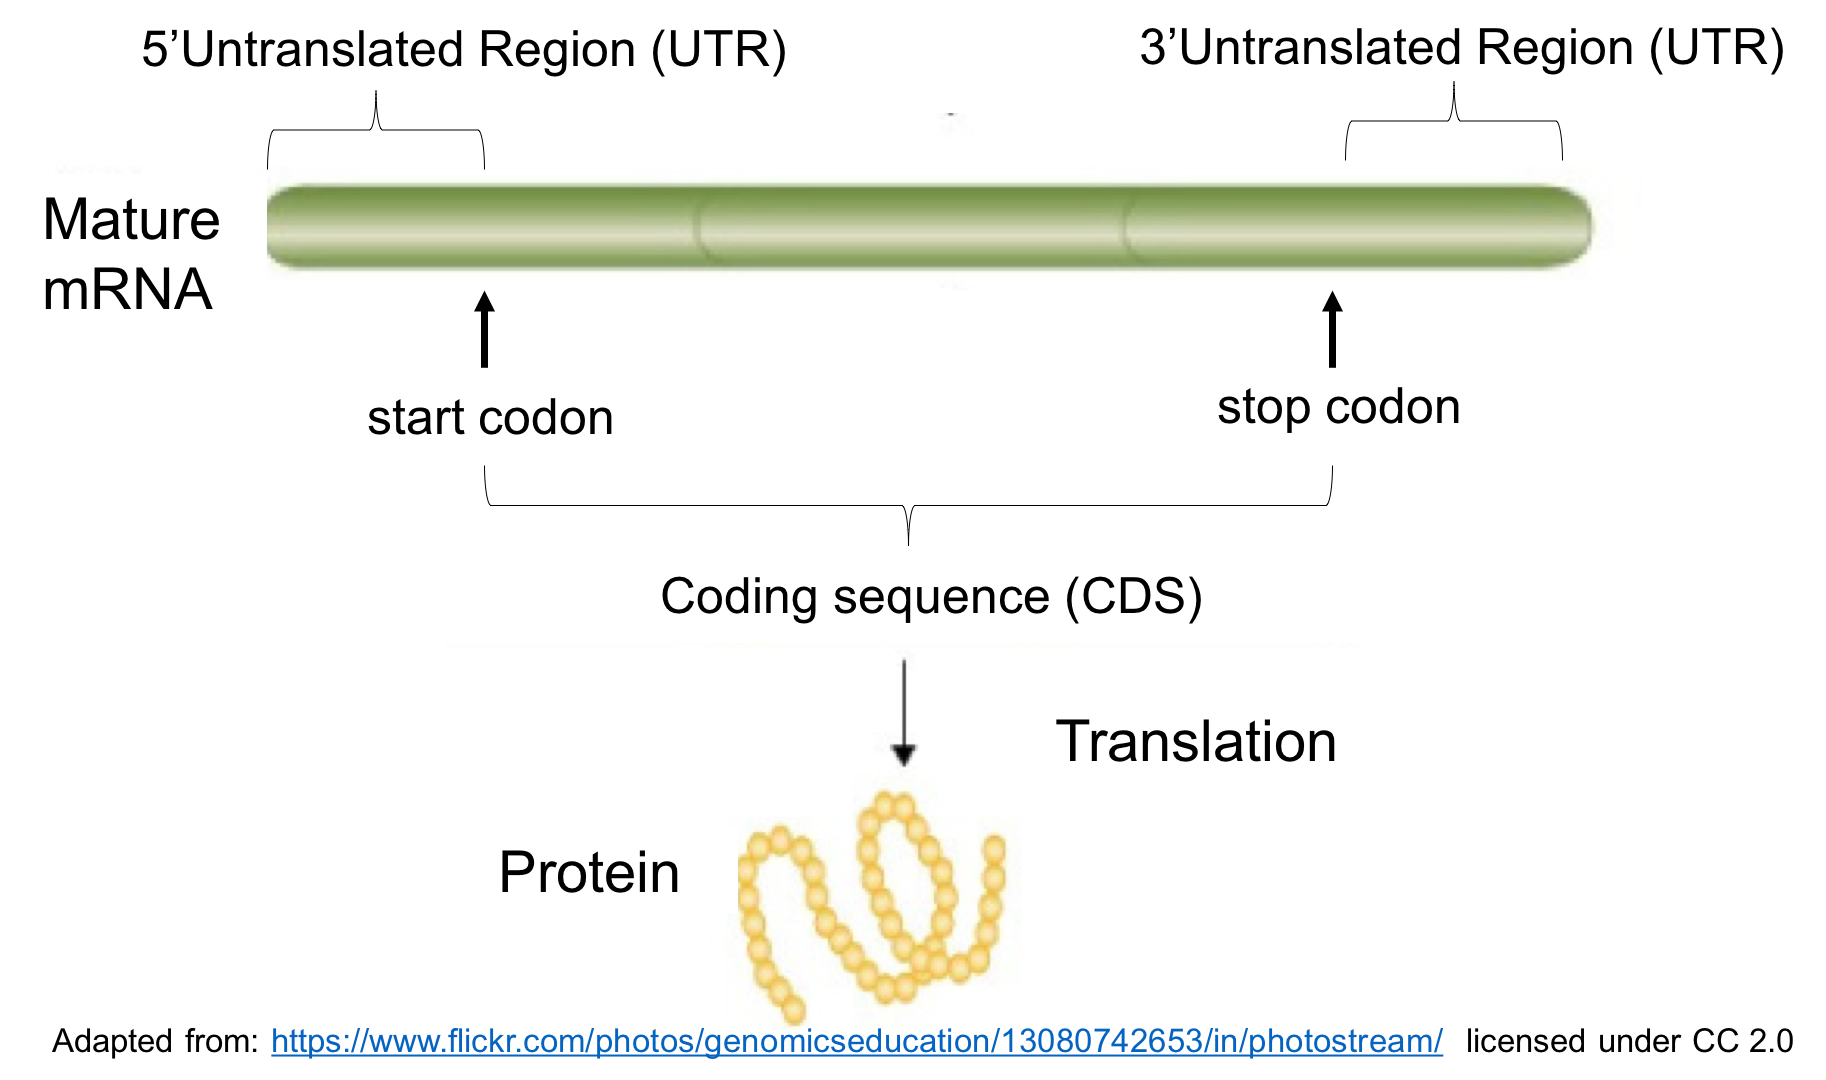 5’Untranslated Region (UTR)
3’Untranslated Region (UTR)
Mature
mRNA
start codon
stop codon
Coding sequence (CDS)
Translation
Protein
Adapted from: https://www.flickr.com/photos/genomicseducation/13080742653/in/photostream/ licensed under CC 2.0